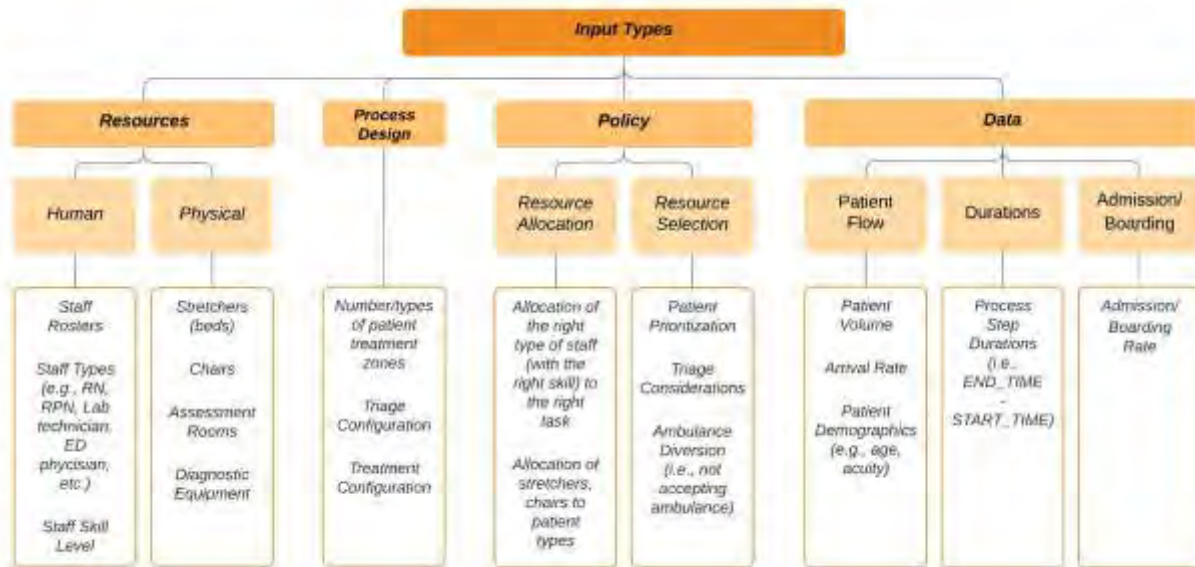 Input Types
Resources
Process
Design
Policy
Data
Human
Physical
Resource
Allocation
Resource
Selection
Patient
Flow
Durations
Admission/
Boarding
Staff
Rosters
Staff Types
(e.g., RN,
RPN, Lab
technician,
ED
phycisian,
etc.)
Staff Skill
Level
Stretchers
(beds)
Chairs
Assessment
Rooms
Diagnostic
Equipment
Number/types
of patient
treatment
zones
Triage
Configuration
Treatment
Configuration
Allocation of
the right
type of staff
(with the
right skill) to
the right
task
Allocation of
stretchers,
chairs to
patient
types
Patient
Prioritization
Triage
Considerations
Ambulance
Diversion
(i.e., not
accepting
ambulance)
Patient
Volume
Arrival Rate
Patient
Demographics
(e.g., age,
acuity)
Process
Step
Durations
(i.e.,
END_TIME
-
START_TIME)
Admission/
Boarding
Rate